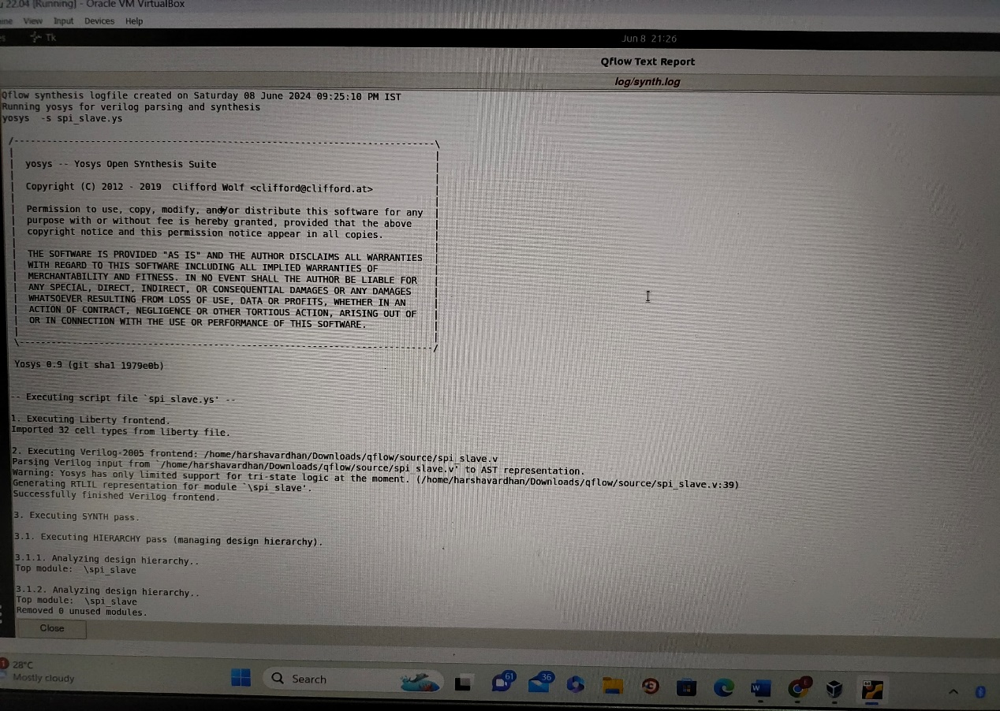 22.04 [Running] - Oracle VM VirtualBox
View Input Devices Help
Tk
Jun 8 21:26
Qflow Text Report
log/synth.log
Qflow synthesis logfile created on Saturday 08 June 2024 09:25:10 PM IST
Running yosys for verilog parsing and synthesis
yosys -s spi_slave.ys
/----------------------------------------------------------------------------\
yosys -- Yosys Open SYnthesis Suite
Copyright (C) 2012 - 2019 Clifford Wolf <clifford@clifford.at>
Permission to use, copy, modify, and/or distribute this software for any
purpose with or without fee is hereby granted, provided that the above
copyright notice and this permission notice appear in all copies.
THE SOFTWARE IS PROVIDED "AS IS" AND THE AUTHOR DISCLAIMS ALL WARRANTIES
WITH REGARD TO THIS SOFTWARE INCLUDING ALL IMPLIED WARRANTIES OF
MERCHANTABILITY AND FITNESS. IN NO EVENT SHALL THE AUTHOR BE LIABLE FOR
ANY SPECIAL, DIRECT, INDIRECT, OR CONSEQUENTIAL DAMAGES OR ANY DAMAGES
WHATSOEVER RESULTING FROM LOSS OF USE, DATA OR PROFITS, WHETHER IN AN
ACTION OF CONTRACT, NEGLIGENCE OR OTHER TORTIOUS ACTION, ARISING OUT OF
OR IN CONNECTION WITH THE USE OR PERFORMANCE OF THIS SOFTWARE.
\----------------------------------------------------------------------------/
Yosys 0.9 (git sha1 1979e0b)
-- Executing script file `spi_slave.ys' --
1. Executing Liberty frontend.
Imported 32 cell types from liberty file.
2. Executing Verilog-2005 frontend: /home/harshavardhan/Downloads/qflow/source/spi_slave.v
Parsing Verilog input from `/home/harshavardhan/Downloads/qflow/source/spi_slave.v' to AST representation.
Warning: Yosys has only limited support for tri-state logic at the moment. (/home/harshavardhan/Downloads/qflow/source/spi_slave.v:39)
Generating RTLIL representation for module `\spi_slave'.
Successfully finished Verilog frontend.
3. Executing SYNTH pass.
3.1. Executing HIERARCHY pass (managing design hierarchy).
3.1.1. Analyzing design hierarchy..
Top module: \spi_slave
3.1.2. Analyzing design hierarchy..
Top module: \spi_slave
Removed 0 unused modules.
Close
1
28°C
Mostly cloudy
Search
61
36
W